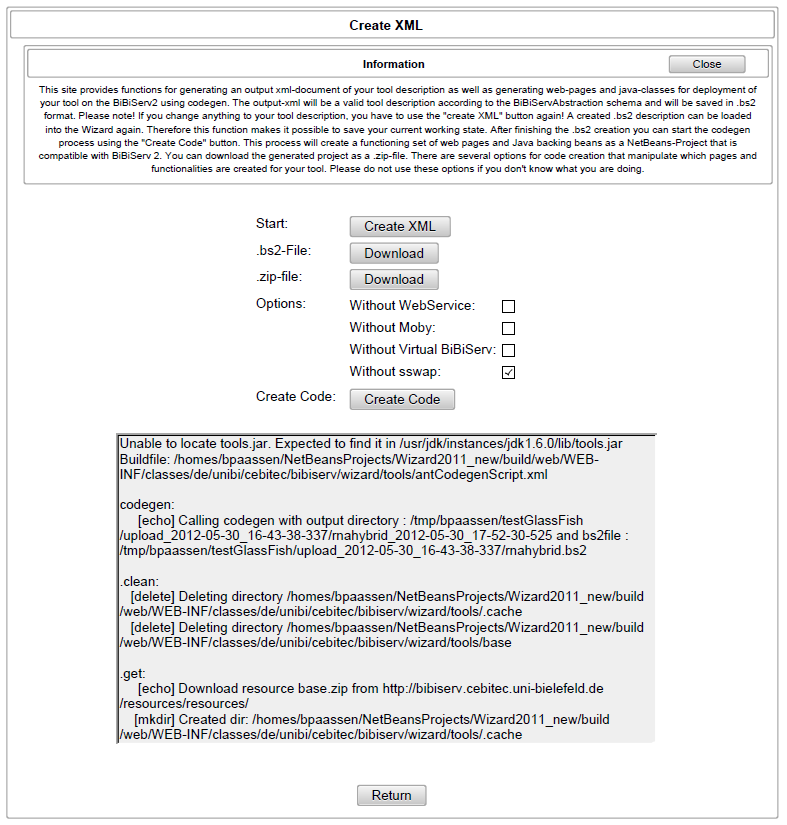 Create XML
Information
Close
This site provides functions for generating an output xml-document of your tool description as well as generating web-pages and java-classes for deployment of
your tool on the BiBiServ2 using codegen. The output-xml will be a valid tool description according to the BiBiServAbstraction schema and will be saved in .bs2
format. Please note! If you change anything to your tool description, you have to use the "create XML" button again! A created .bs2 description can be loaded
into the Wizard again. Therefore this function makes it possible to save your current working state. After finishing the .bs2 creation you can start the codegen
process using the "Create Code" button. This process will create a functioning set of web pages and Java backing beans as a NetBeans-Project that is
compatible with BiBiServ 2. You can download the generated project as a .zip-file. There are several options for code creation that manipulate which pages and
functionalities are created for your tool. Please do not use these options if you don't know what you are doing.
Start: Create XML
.bs2-File: Download
.zip-file: Download
Options: Without WebService:
Without Moby:
Without Virtual BiBiServ:
Without sswap:
Create Code: Create Code
Unable to locate tools.jar. Expected to find it in /usr/jdk/instances/jdk1.6.0/lib/tools.jar
Buildfile: /homes/bpaassen/NetBeansProjects/Wizard2011_new/build/web/WEB-
INF/classes/de/unibi/cebitec/bibiserv/wizard/tools/antCodegenScript.xml
codegen:
[echo] Calling codegen with output directory : /tmp/bpaassen/testGlassFish
/upload_2012-05-30_16-43-38-337/rnahybrid_2012-05-30_17-52-30-525 and bs2file :
/tmp/bpaassen/testGlassFish/upload_2012-05-30_16-43-38-337/rnahybrid.bs2
.clean:
[delete] Deleting directory /homes/bpaassen/NetBeansProjects/Wizard2011_new/build
/web/WEB-INF/classes/de/unibi/cebitec/bibiserv/wizard/tools/.cache
[delete] Deleting directory /homes/bpaassen/NetBeansProjects/Wizard2011_new/build
/web/WEB-INF/classes/de/unibi/cebitec/bibiserv/wizard/tools/base
.get:
[echo] Download resource base.zip from http://bibiserv.cebitec.uni-bielefeld.de
/resources/resources/
[mkdir] Created dir: /homes/bpaassen/NetBeansProjects/Wizard2011_new/build
/web/WEB-INF/classes/de/unibi/cebitec/bibiserv/wizard/tools/.cache
Return